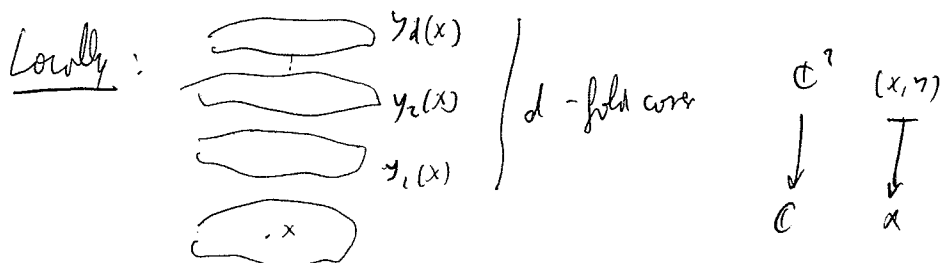 Locally :
y_d(x)
y_2(x)
y_1(x)
d-fold cover
. x
ℂ² (x,y)
ℂ x